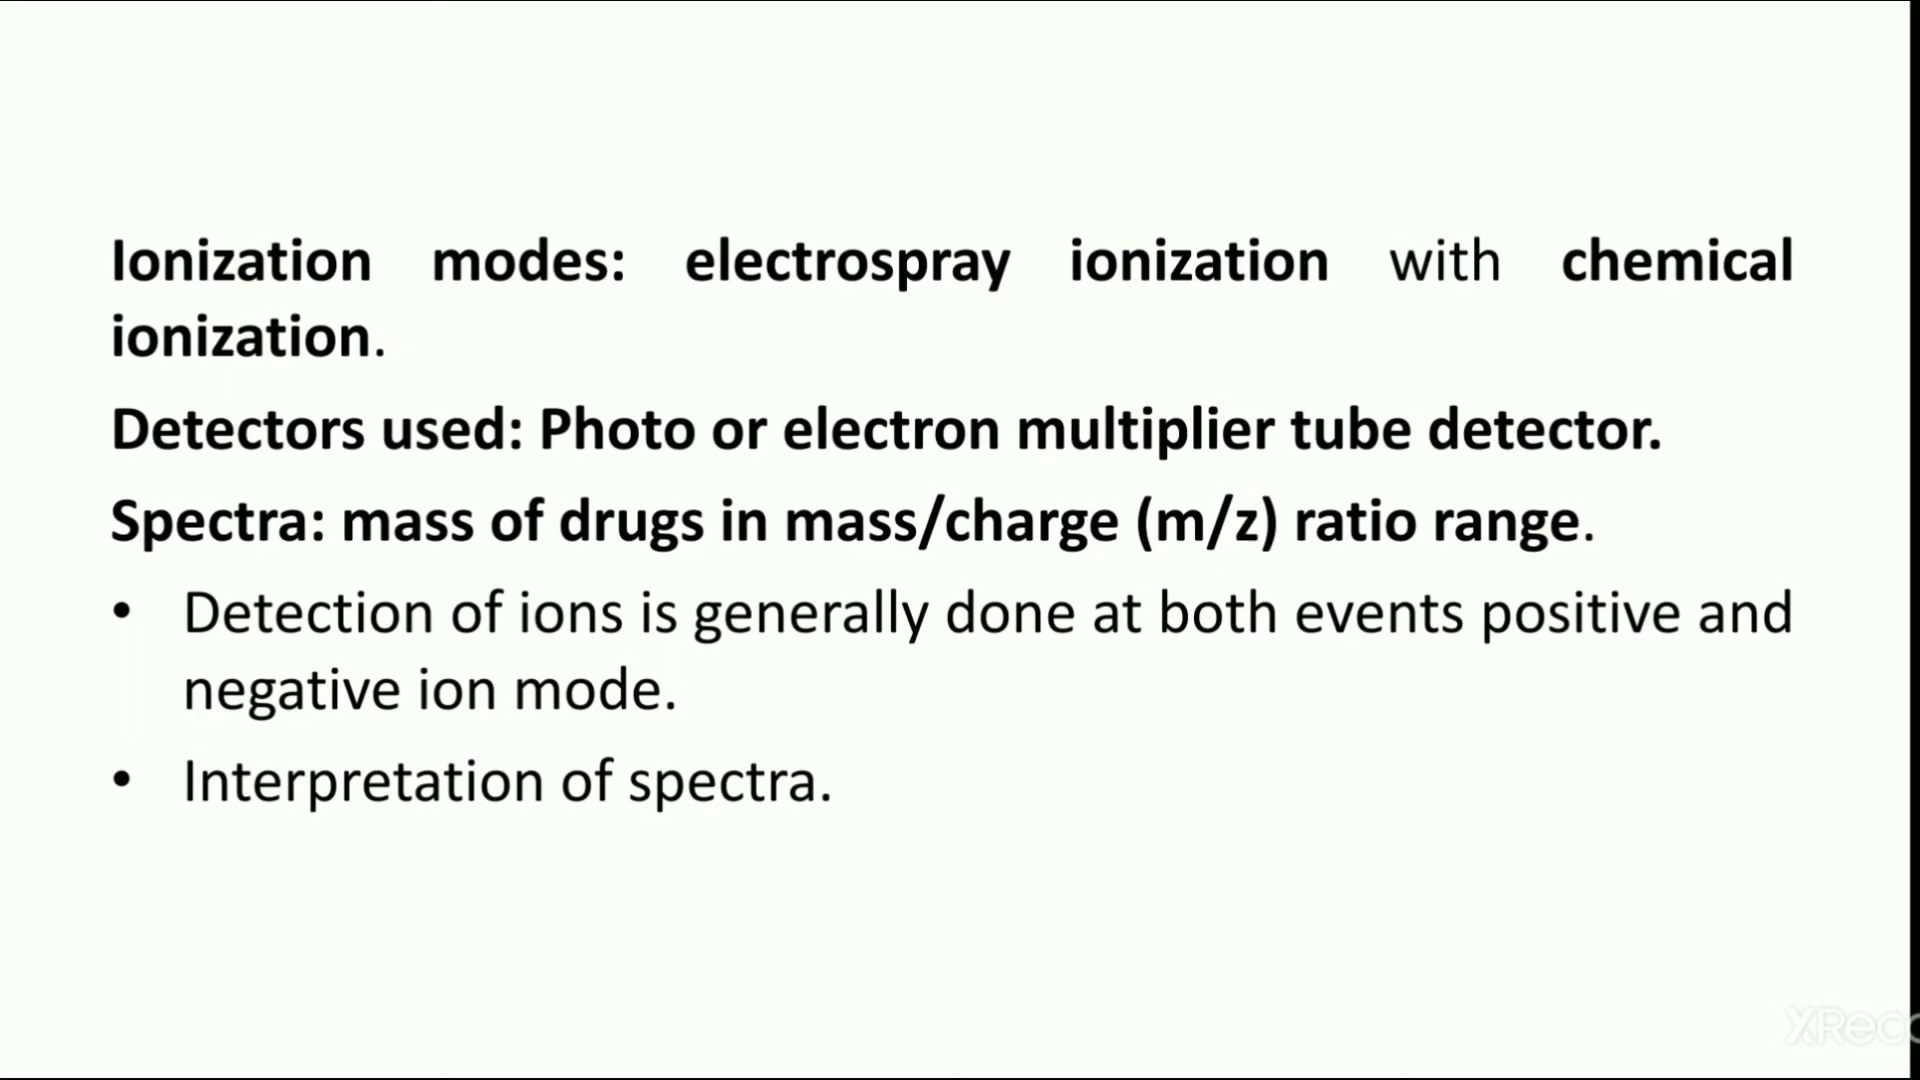 Ionization modes: electrospray ionization with chemical
ionization.
Detectors used: Photo or electron multiplier tube detector.
Spectra: mass of drugs in mass/charge (m/z) ratio range.
• Detection of ions is generally done at both events positive and
negative ion mode.
• Interpretation of spectra.
XRec